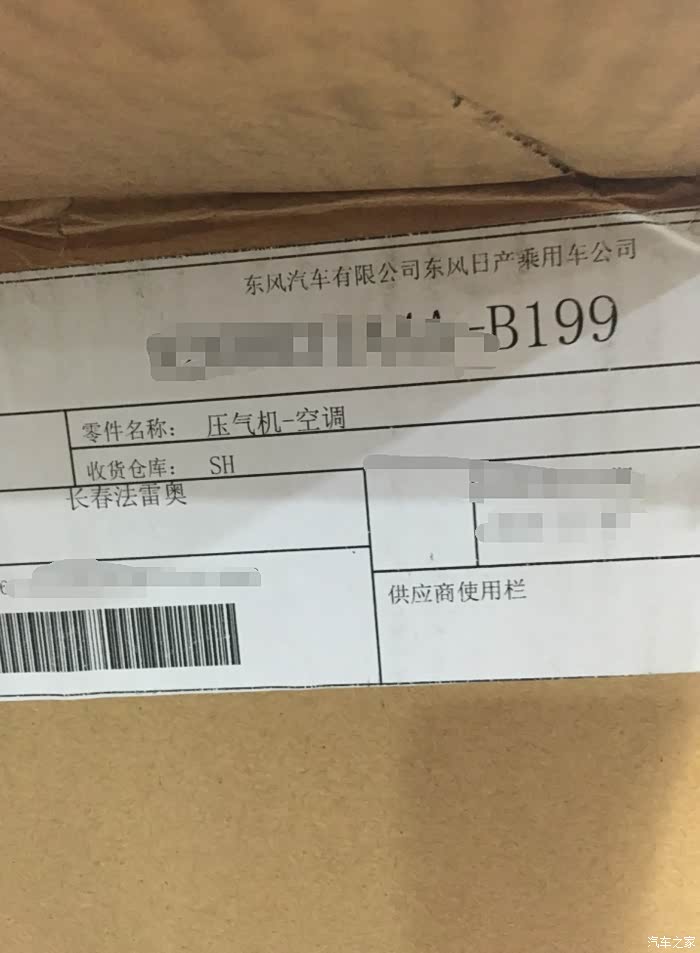 东风汽车有限公司东风日产乘用车公司
-B199
零件名称: 压气机-空调
收货仓库: SH
长春法雷奥
供应商使用栏
汽车之家